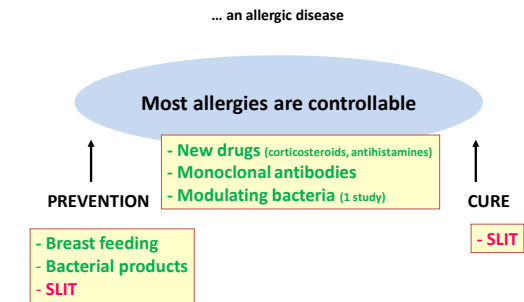 ... an allergic disease
Most allergies are controllable
- New drugs (corticosteroids, antihistamines)
- Monoclonal antibodies
- Modulating bacteria (1 study)
PREVENTION
CURE
- Breast feeding
- Bacterial products
- SLIT
- SLIT